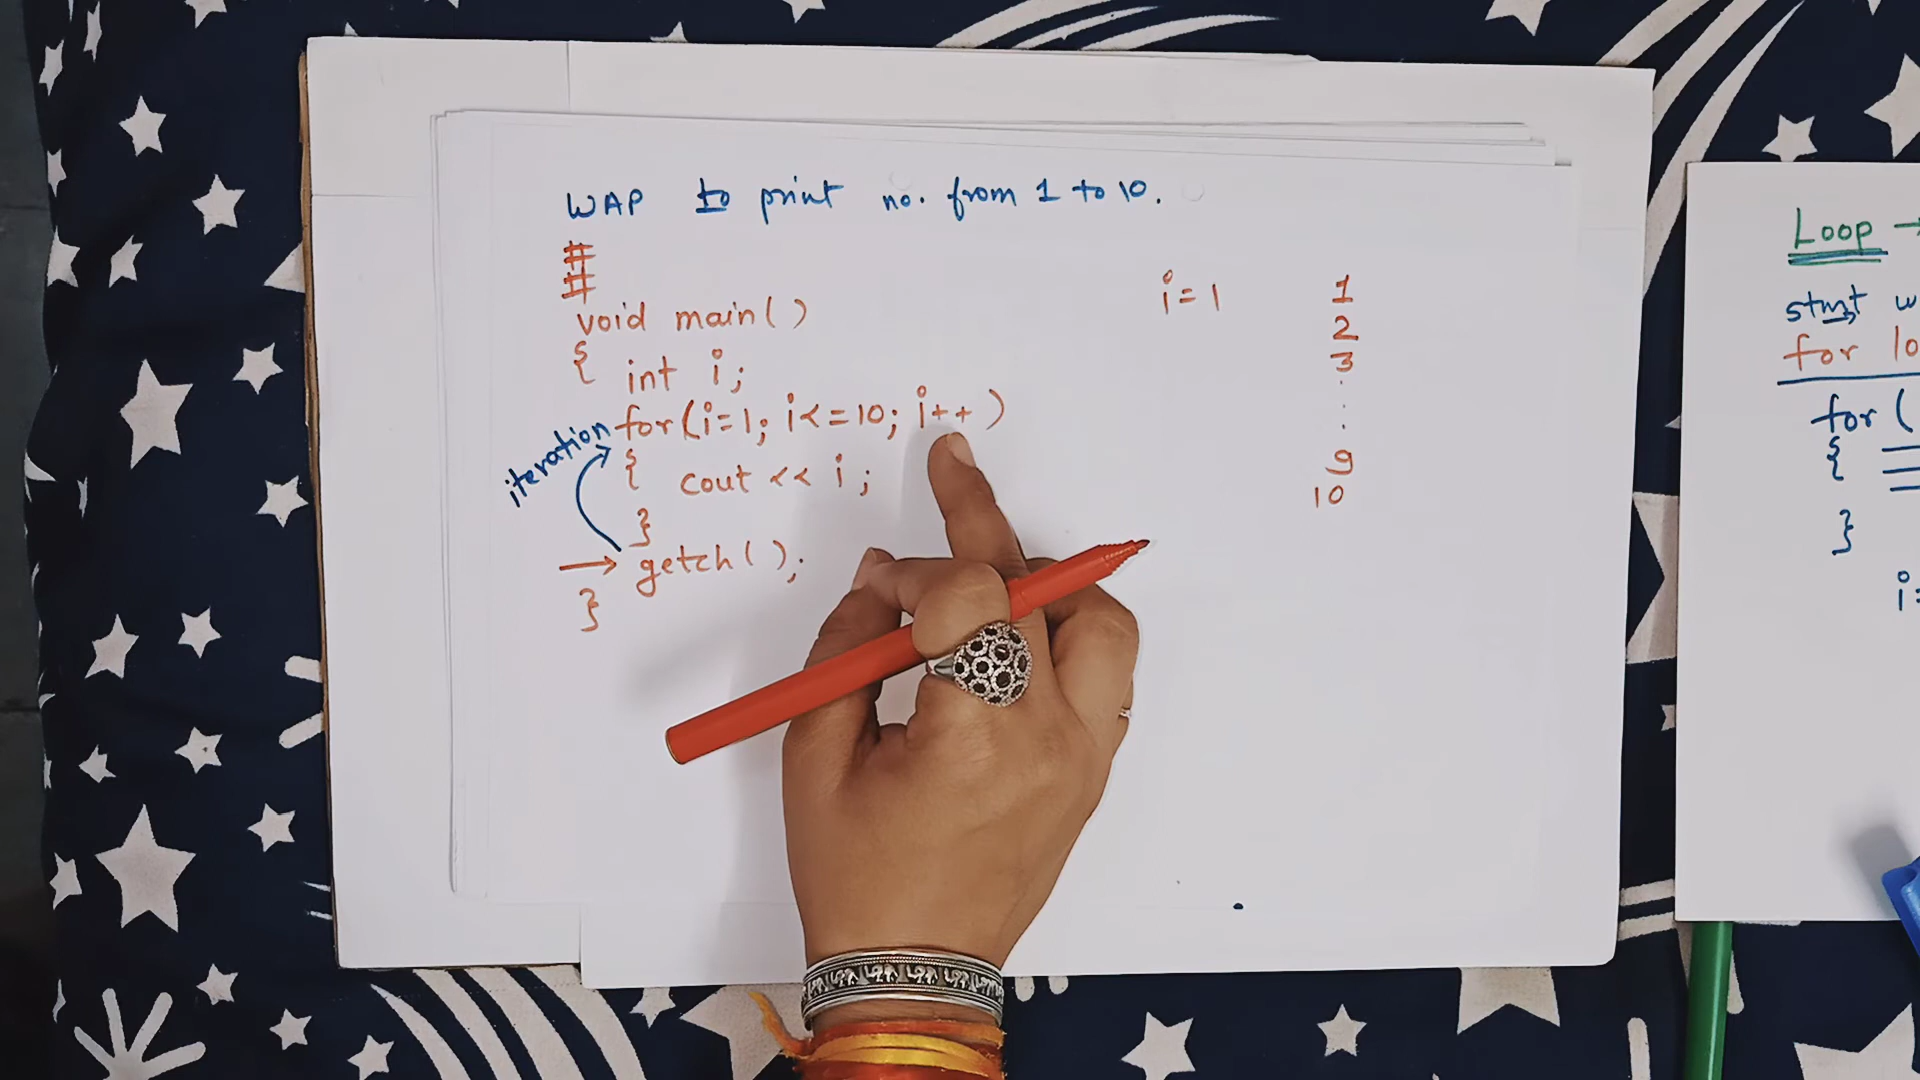 WAP to print no. from 1 to 10.
#
#
void main()
{ int i;
for(i=1; i<=10; i++)
{ cout << i;
}
iteration
→ getch();
}
i=1
1
2
3
.
.
.
9
10
Loop →
stmt w
for lo
for (
{
}
i=